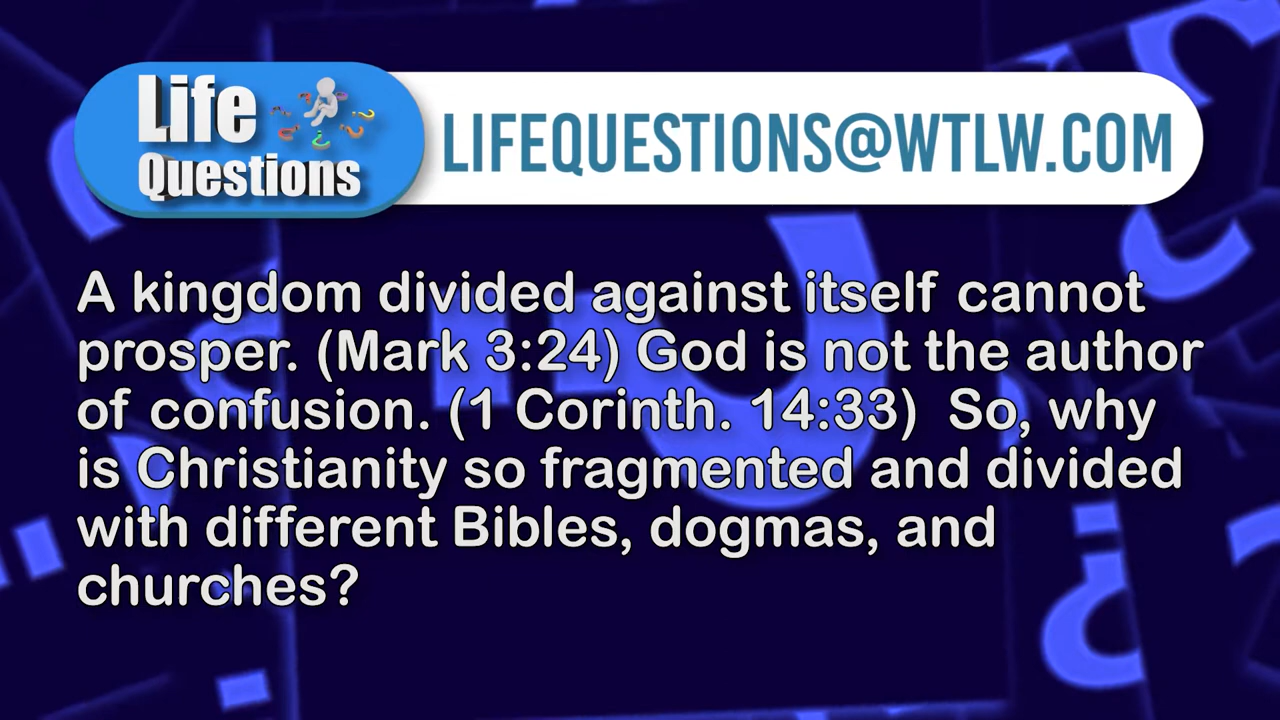 Life
Questions
LIFEQUESTIONS@WTLW.COM
A kingdom divided against itself cannot
prosper. (Mark 3:24) God is not the author
of confusion. (1 Corinth. 14:33)  So, why
is Christianity so fragmented and divided
with different Bibles, dogmas, and
churches?